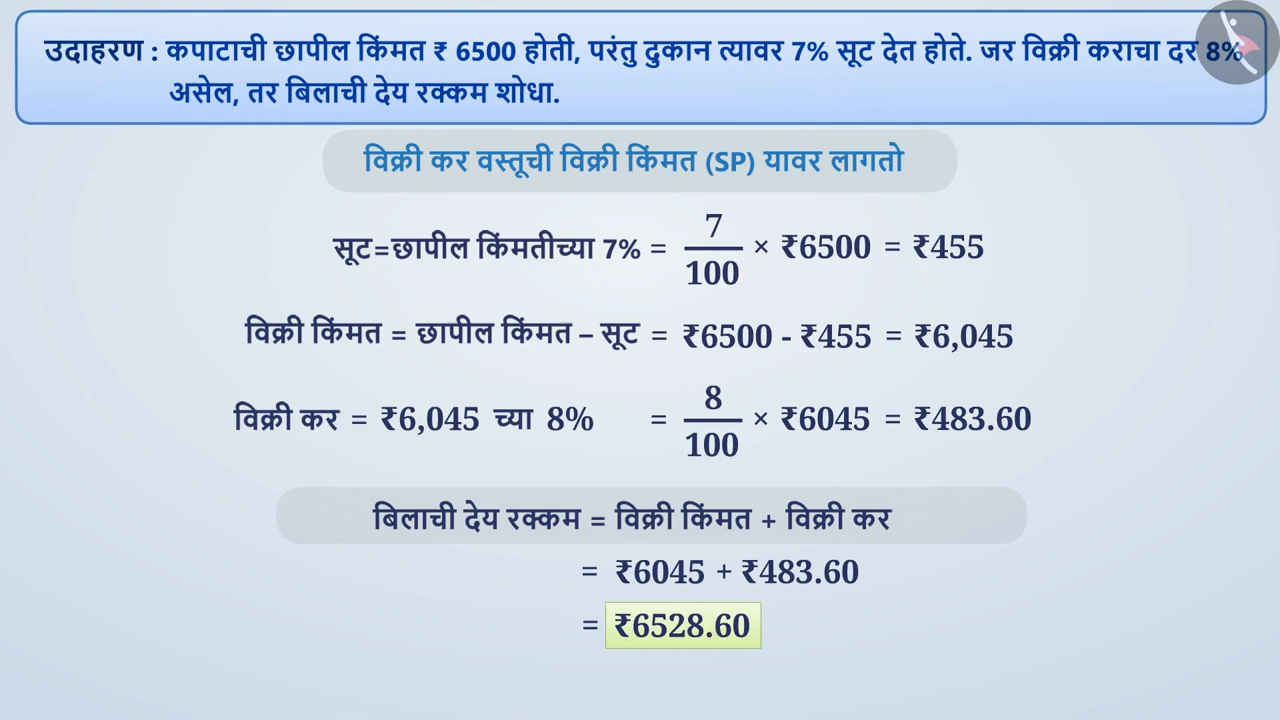 उदाहरण : कपाटाची छापील किंमत ₹ 6500 होती, परंतु दुकान त्यावर 7% सूट देत होते. जर विक्री कराचा दर 8%
असेल, तर बिलाची देय रक्कम शोधा.
विक्री कर वस्तूची विक्री किंमत (SP) यावर लागतो
सूट=छापील किंमतीच्या 7% = 7/100 × ₹6500 = ₹455
विक्री किंमत = छापील किंमत – सूट = ₹6500 - ₹455 = ₹6,045
विक्री कर = ₹6,045 च्या 8% = 8/100 × ₹6045 = ₹483.60
बिलाची देय रक्कम = विक्री किंमत + विक्री कर
= ₹6045 + ₹483.60
= ₹6528.60